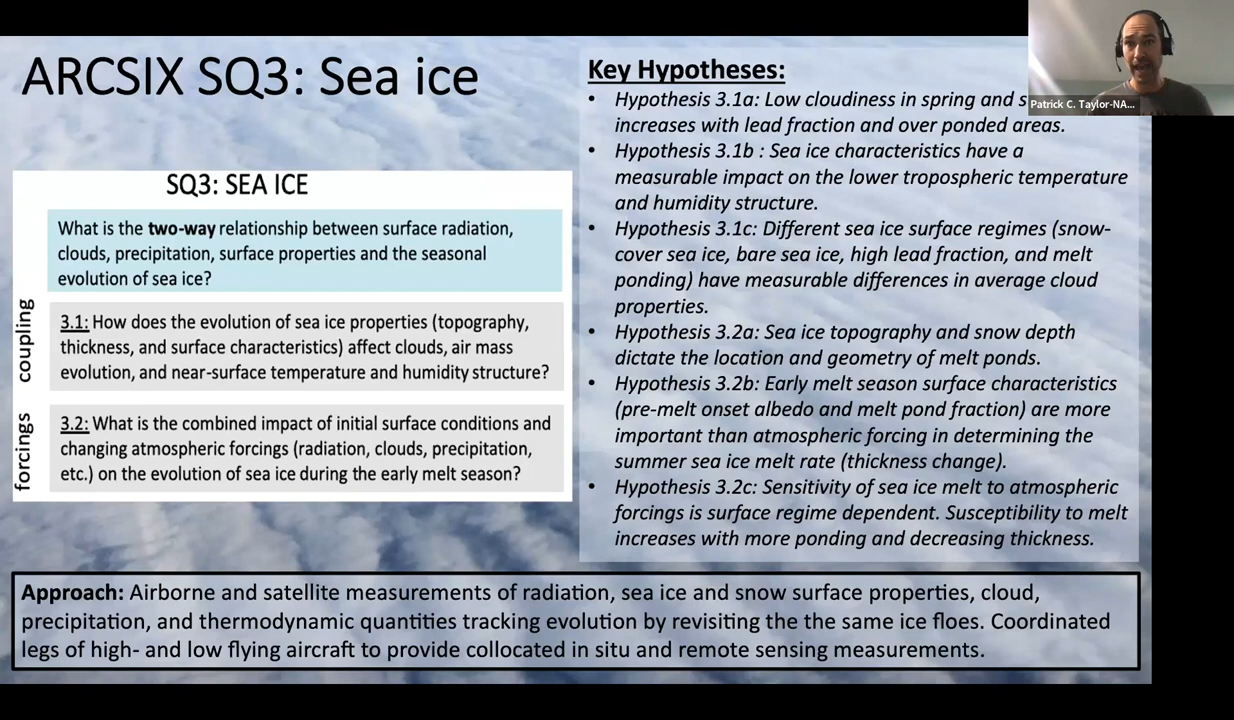 ARCSIX SQ3: Sea ice
SQ3: SEA ICE
What is the two-way relationship between surface radiation,
clouds, precipitation, surface properties and the seasonal
evolution of sea ice?
coupling
3.1: How does the evolution of sea ice properties (topography,
thickness, and surface characteristics) affect clouds, air mass
evolution, and near-surface temperature and humidity structure?
forcings
3.2: What is the combined impact of initial surface conditions and
changing atmospheric forcings (radiation, clouds, precipitation,
etc.) on the evolution of sea ice during the early melt season?
Key Hypotheses:
• Hypothesis 3.1a: Low cloudiness in spring and
increases with lead fraction and over ponded areas.
• Hypothesis 3.1b : Sea ice characteristics have a
measurable impact on the lower tropospheric temperature
and humidity structure.
• Hypothesis 3.1c: Different sea ice surface regimes (snow-
cover sea ice, bare sea ice, high lead fraction, and melt
ponding) have measurable differences in average cloud
properties.
• Hypothesis 3.2a: Sea ice topography and snow depth
dictate the location and geometry of melt ponds.
• Hypothesis 3.2b: Early melt season surface characteristics
(pre-melt onset albedo and melt pond fraction) are more
important than atmospheric forcing in determining the
summer sea ice melt rate (thickness change).
• Hypothesis 3.2c: Sensitivity of sea ice melt to atmospheric
forcings is surface regime dependent. Susceptibility to melt
increases with more ponding and decreasing thickness.
Patrick C. Taylor-NA...
Approach: Airborne and satellite measurements of radiation, sea ice and snow surface properties, cloud,
precipitation, and thermodynamic quantities tracking evolution by revisiting the the same ice floes. Coordinated
legs of high- and low flying aircraft to provide collocated in situ and remote sensing measurements.